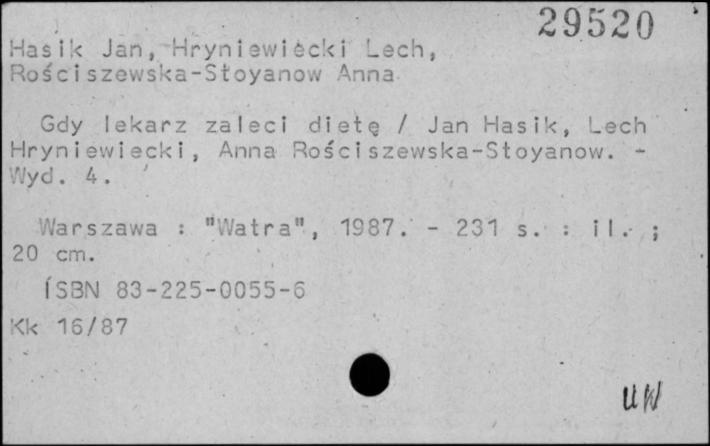 29520
Hasik Jan, Hryniewiecki Lech,
Rościszewska-Stoyanow Anna
Gdy lekarz zaleci dietę / Jan Hasik, Lech
Hryniewiecki, Anna Rościszewska-Stoyanow. -
Wyd. 4.
Warszawa : "Watra", 1987. - 231 s. : il. ;
20 cm.
ISBN 83-225-0055-6
Kk 16/87
UW